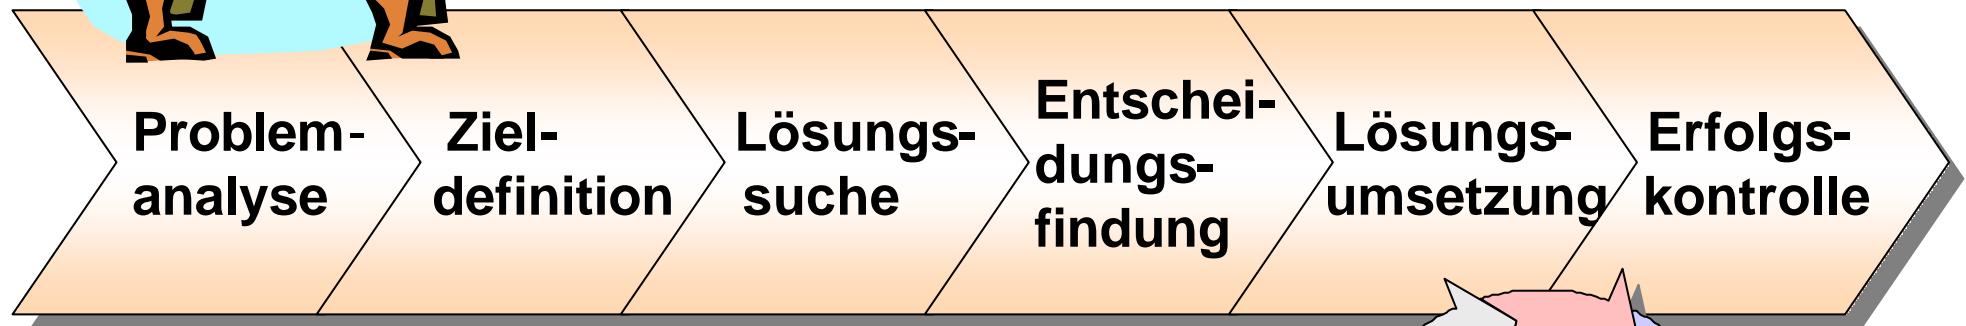 Problem-
analyse
Ziel-
definition
Lösungs-
suche
Entschei-
dungs-
findung
Lösungs-
umsetzung
Erfolgs-
kontrolle